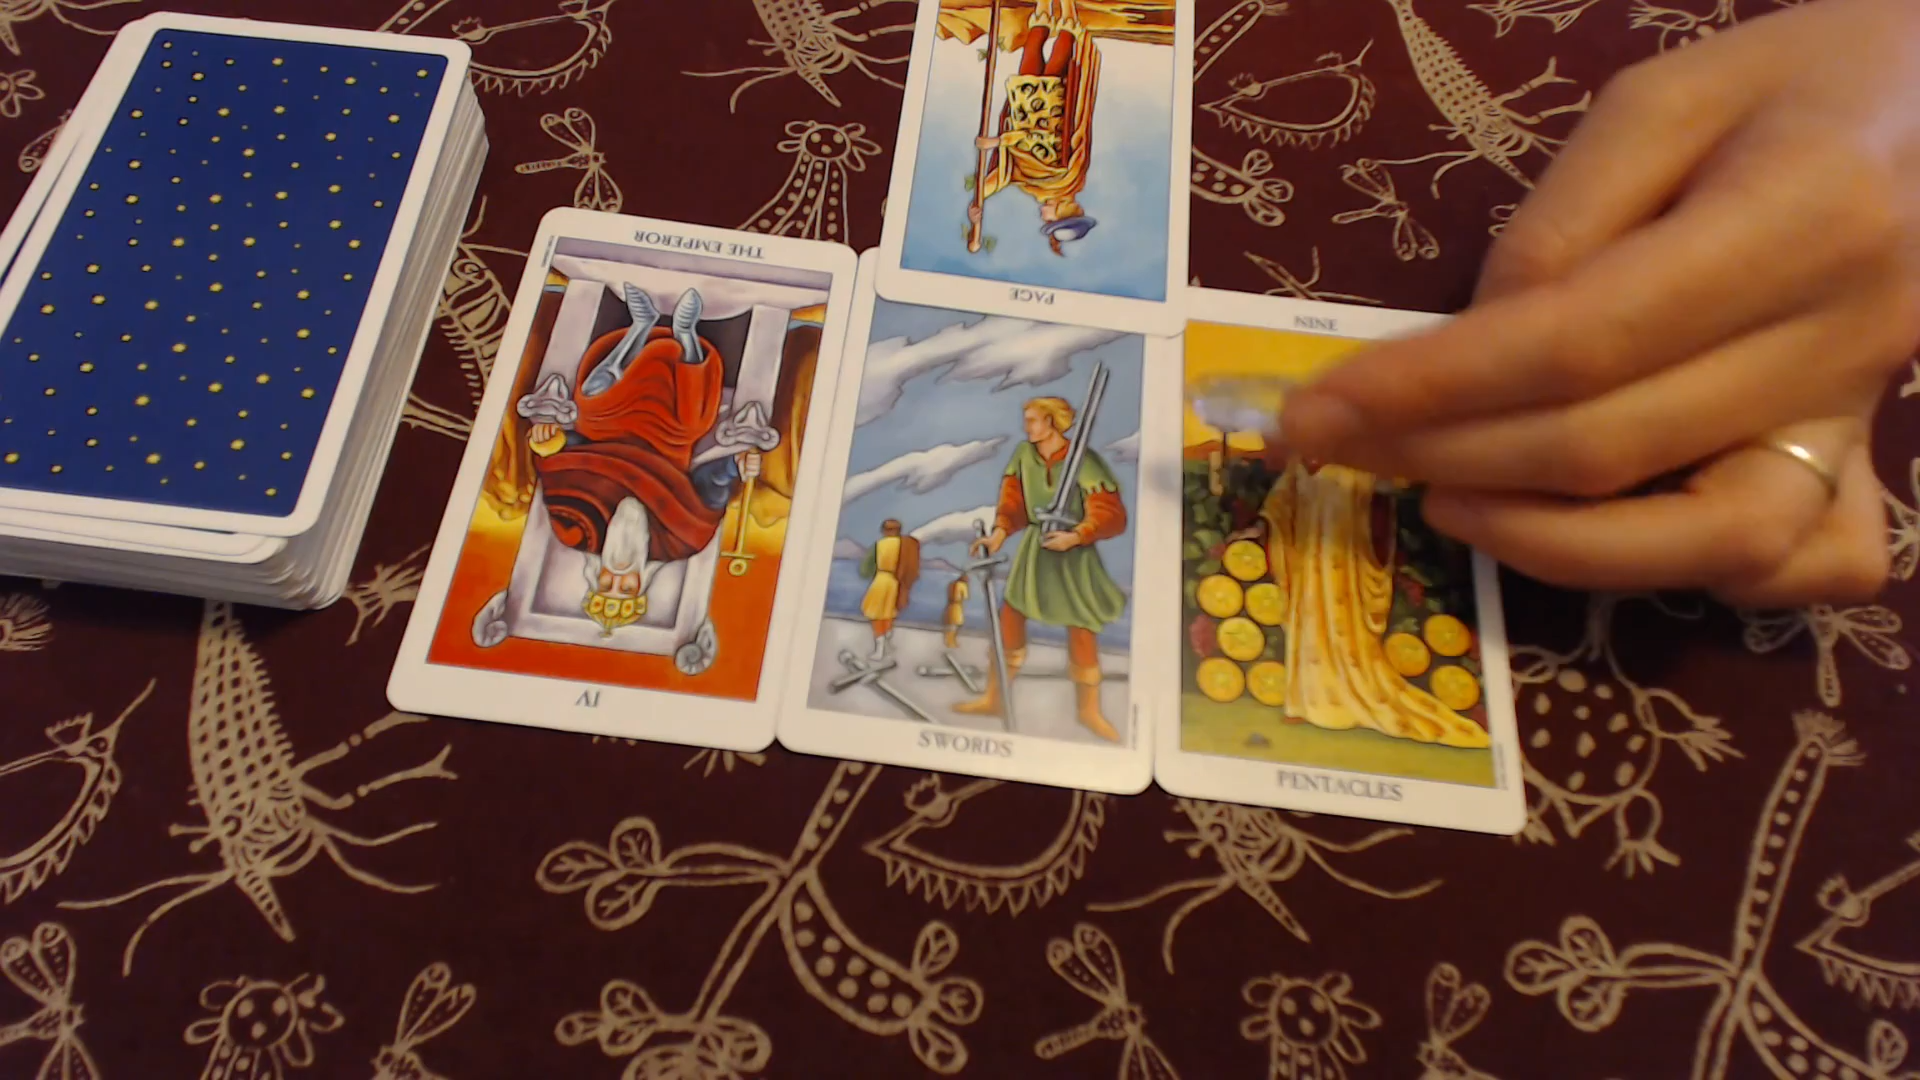 THE EMPEROR
IV
PAGE
SWORDS
NINE
PENTACLES